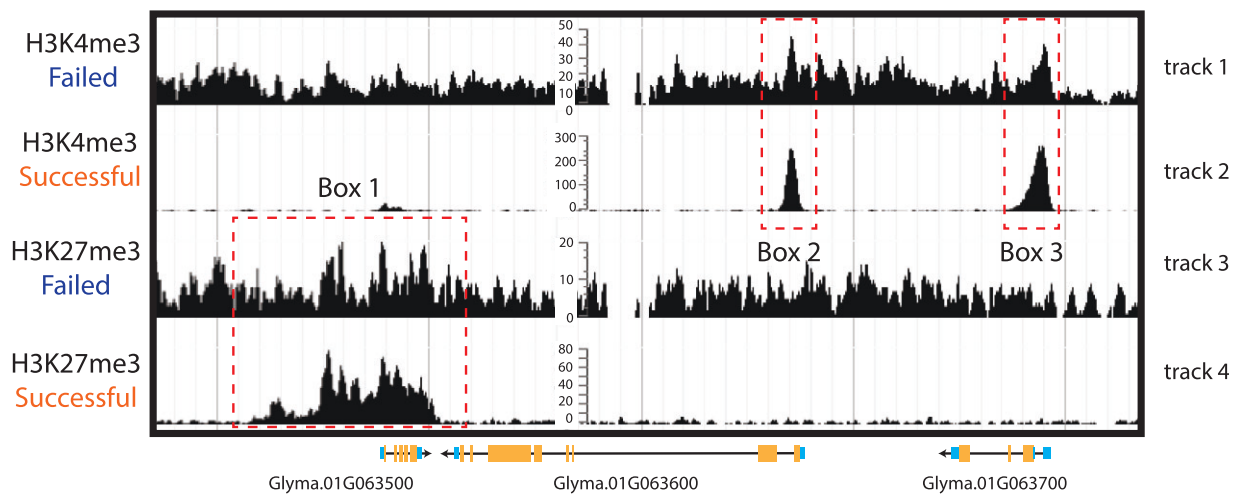 H3K4me3
Failed
50
40
30
20
10
0
track 1
H3K4me3
Successful
300
200
100
0
track 2
Box 1
Box 2
Box 3
H3K27me3
Failed
20
10
0
track 3
H3K27me3
Successful
80
60
40
20
0
track 4
Glyma.01G063500
Glyma.01G063600
Glyma.01G063700